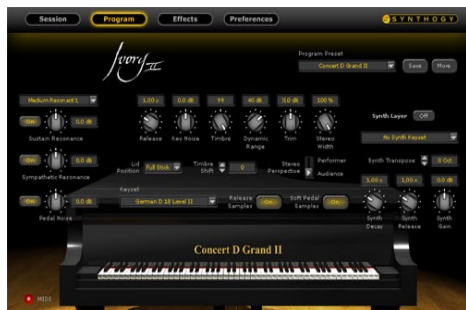 Session Program Effects Preferences SYNTHOGY
Ivory II
Program Preset
Concert D Grand II Save More
Medium Resonant 1 1.00 x 0.0 dB 99 40 dB 3.0 dB 100 %
On 0.0 dB
Synth Layer Off
Sustain Resonance Release Key Noise Timbre Dynamic Range Trim Stereo Width
No Synth Keyset
On 0.0 dB
Lid Position Full Stick Timbre Shift 0 Stereo Perspective Performer Audience
Synth Transpose 0 Oct
Sympathetic Resonance
1.00 x 1.00 x 0.0 dB
Keyset
On 0.0 dB German D 18 Level II Release Samples On Soft Pedal Samples On
Pedal Noise
Synth Decay Synth Release Synth Gain
Concert D Grand II
MIDI